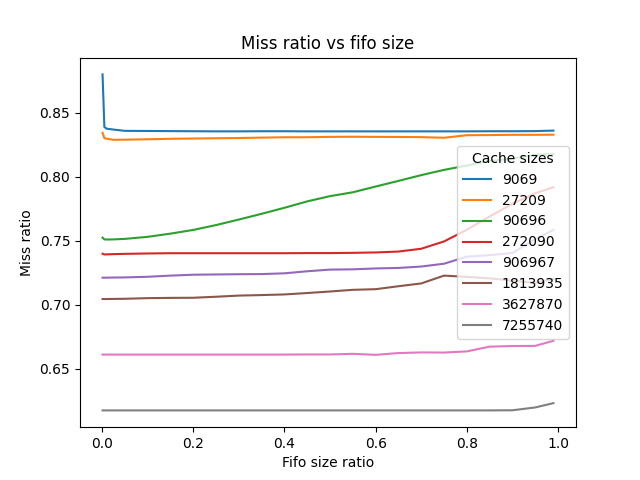 Miss ratio vs fifo size
Miss ratio
0.85
0.80
0.75
0.70
0.65
Cache sizes
9069
27209
90696
272090
906967
1813935
3627870
7255740
0.0 0.2 0.4 0.6 0.8 1.0
Fifo size ratio